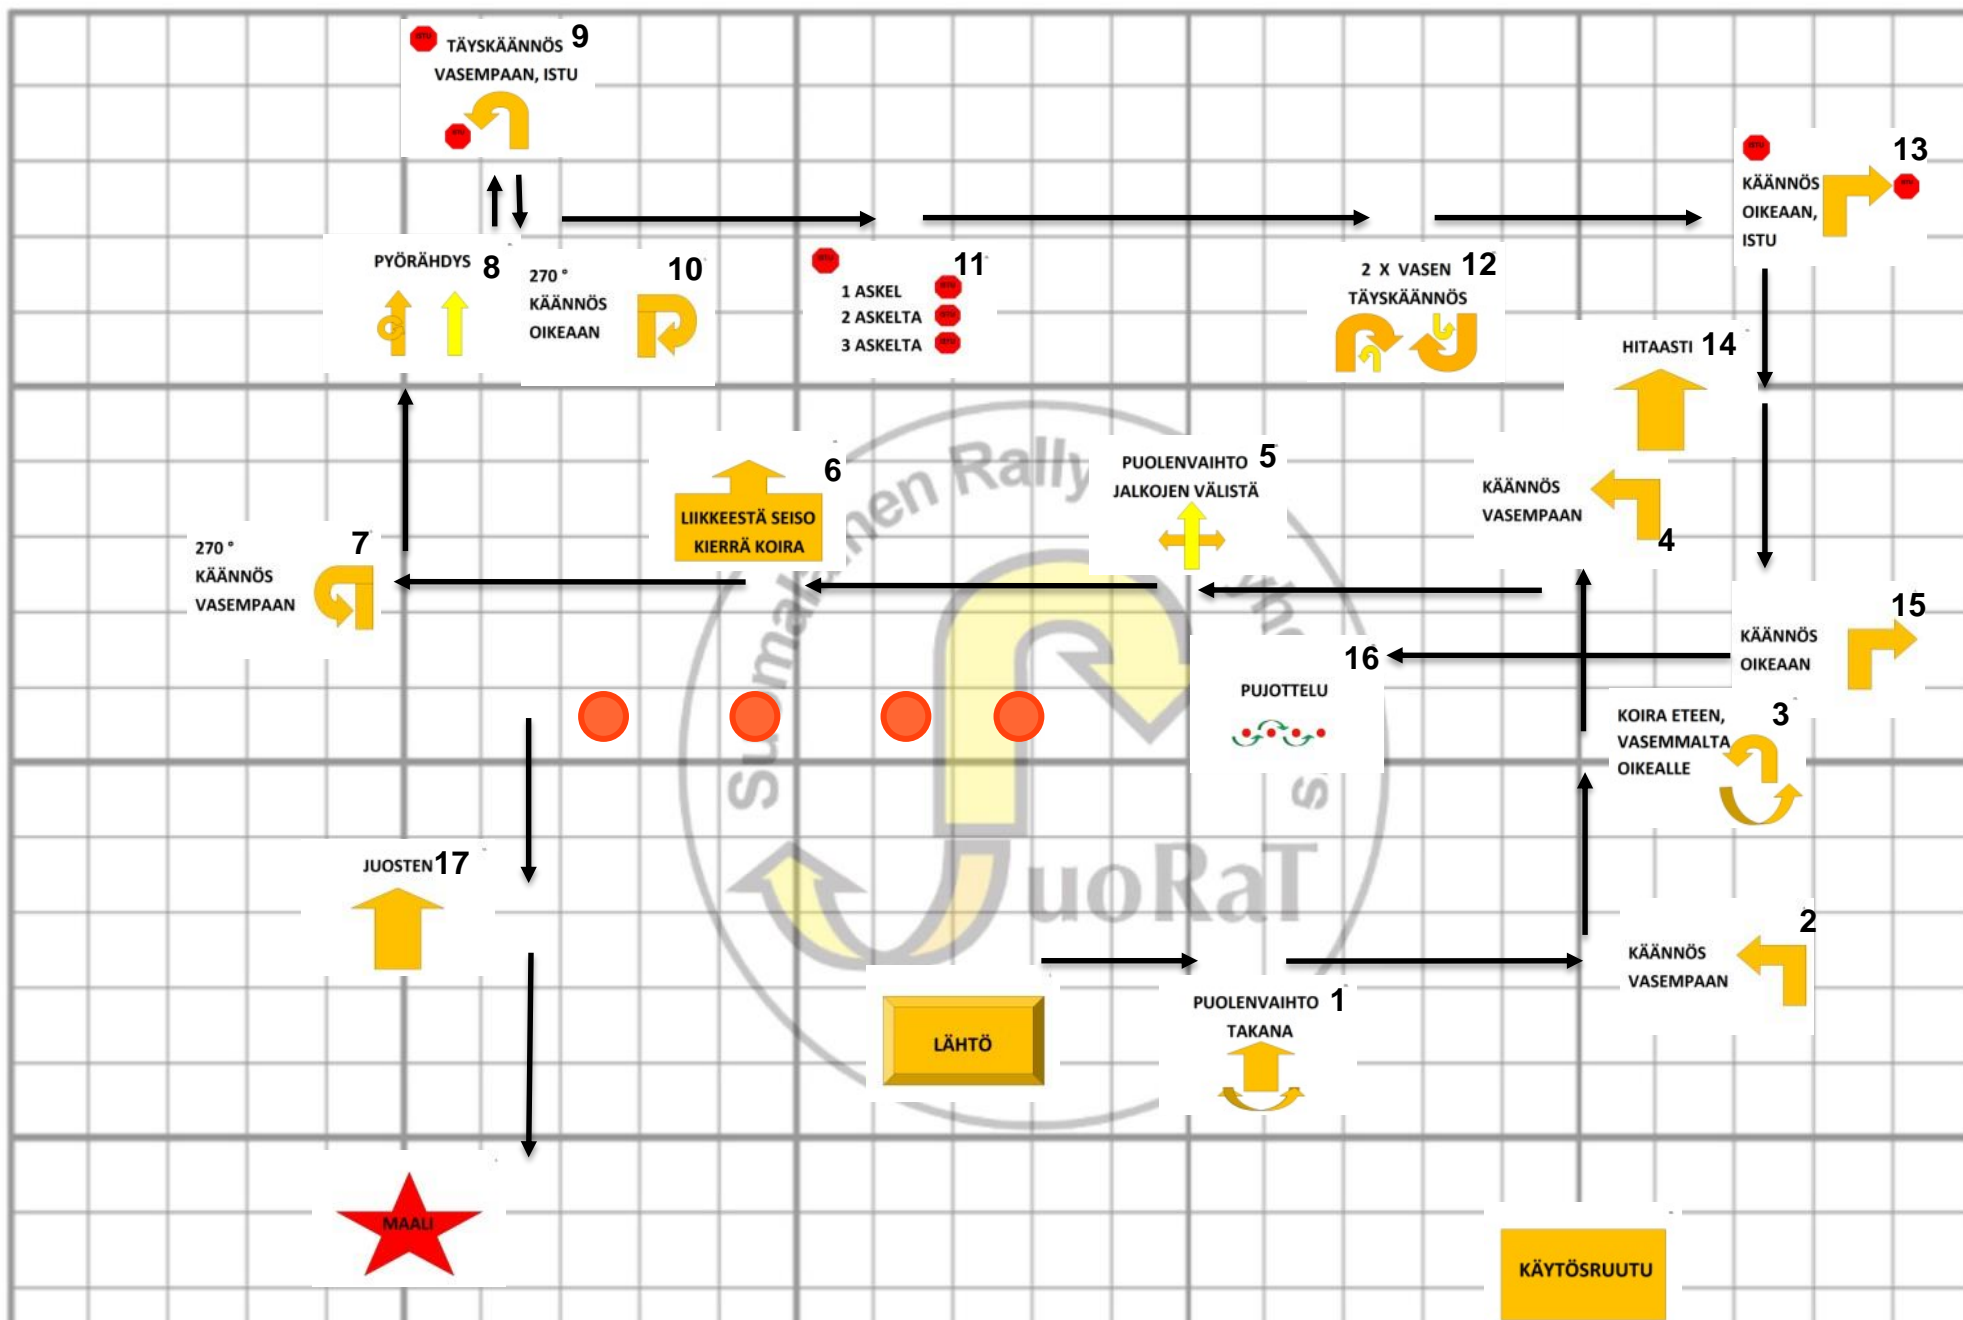 TÄYSKÄÄNNÖS 9
VASEMPAAN, ISTU
13
KÄÄNNÖS
OIKEAAN,
ISTU
PYÖRÄHDYS 8
270 °
KÄÄNNÖS
OIKEAAN
10
11
1 ASKEL
2 ASKELTA
3 ASKELTA
2 X VASEN
TÄYSKÄÄNNÖS
12
HITAASTI 14
6
LIIKKEESTÄ SEISO
KIERRÄ KOIRA
PUOLENVAIHTO 5
JALKOJEN VÄLISTÄ
KÄÄNNÖS
VASEMPAAN
4
270 °
KÄÄNNÖS
VASEMPAAN
7
15
KÄÄNNÖS
OIKEAAN
16
PUJOTTELU
KOIRA ETEEN,
VASEMMALTA
OIKEALLE
3
JUOSTEN 17
uoRaT
2
KÄÄNNÖS
VASEMPAAN
LÄHTÖ
PUOLENVAIHTO 1
TAKANA
MAALI
KÄYTÖSRUUTU